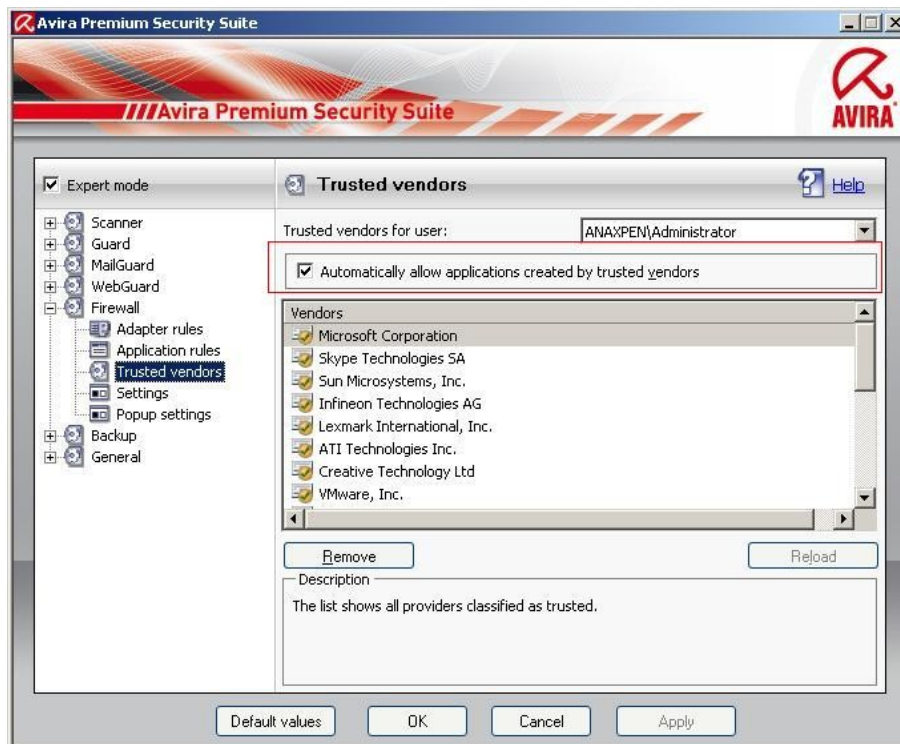 Avira Premium Security Suite
////Avira Premium Security Suite
AVIRA
Expert mode
Trusted vendors
Help
Scanner
Guard
MailGuard
WebGuard
Firewall
Adapter rules
Application rules
Trusted vendors
Settings
Popup settings
Backup
General
Trusted vendors for user:
ANAXPEN\Administrator
Automatically allow applications created by trusted vendors
Vendors
Microsoft Corporation
Skype Technologies SA
Sun Microsystems, Inc.
Infineon Technologies AG
Lexmark International, Inc.
ATI Technologies Inc.
Creative Technology Ltd
VMware, Inc.
Remove
Reload
Description
The list shows all providers classified as trusted.
Default values
OK
Cancel
Apply